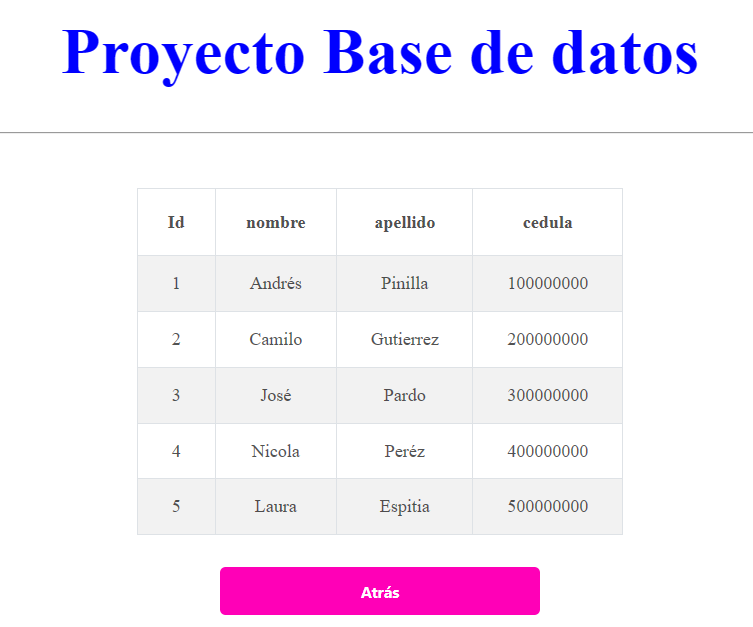 Proyecto Base de datos
Id nombre apellido cedula
1 Andrés Pinilla 100000000
2 Camilo Gutierrez 200000000
3 José Pardo 300000000
4 Nicola Peréz 400000000
5 Laura Espitia 500000000
Atrás